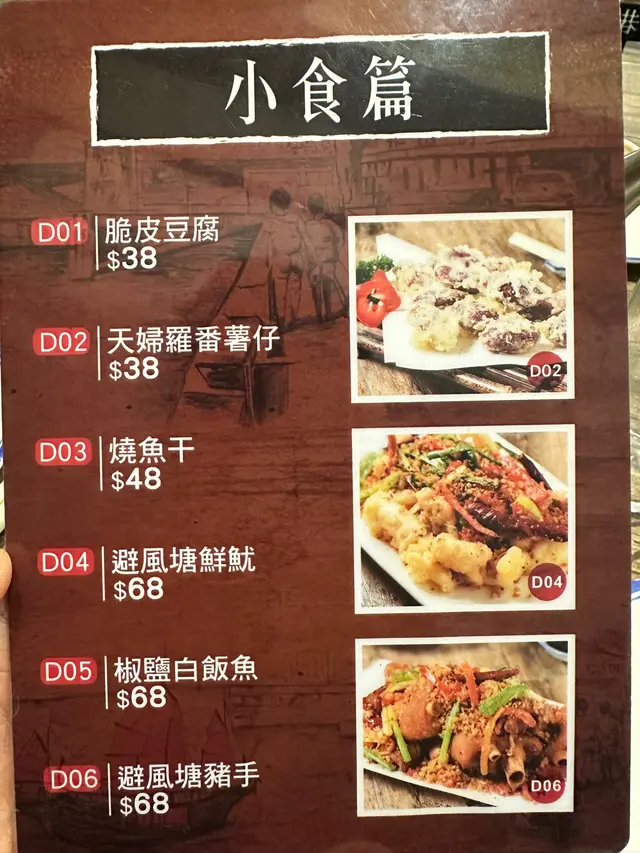 小食篇
D01 脆皮豆腐
$38
D02 天婦羅番薯仔
$38
D02
D03 燒魚干
$48
D04 避風塘鮮魷
$68
D04
D05 椒鹽白飯魚
$68
D06 避風塘豬手
$68
D06
#